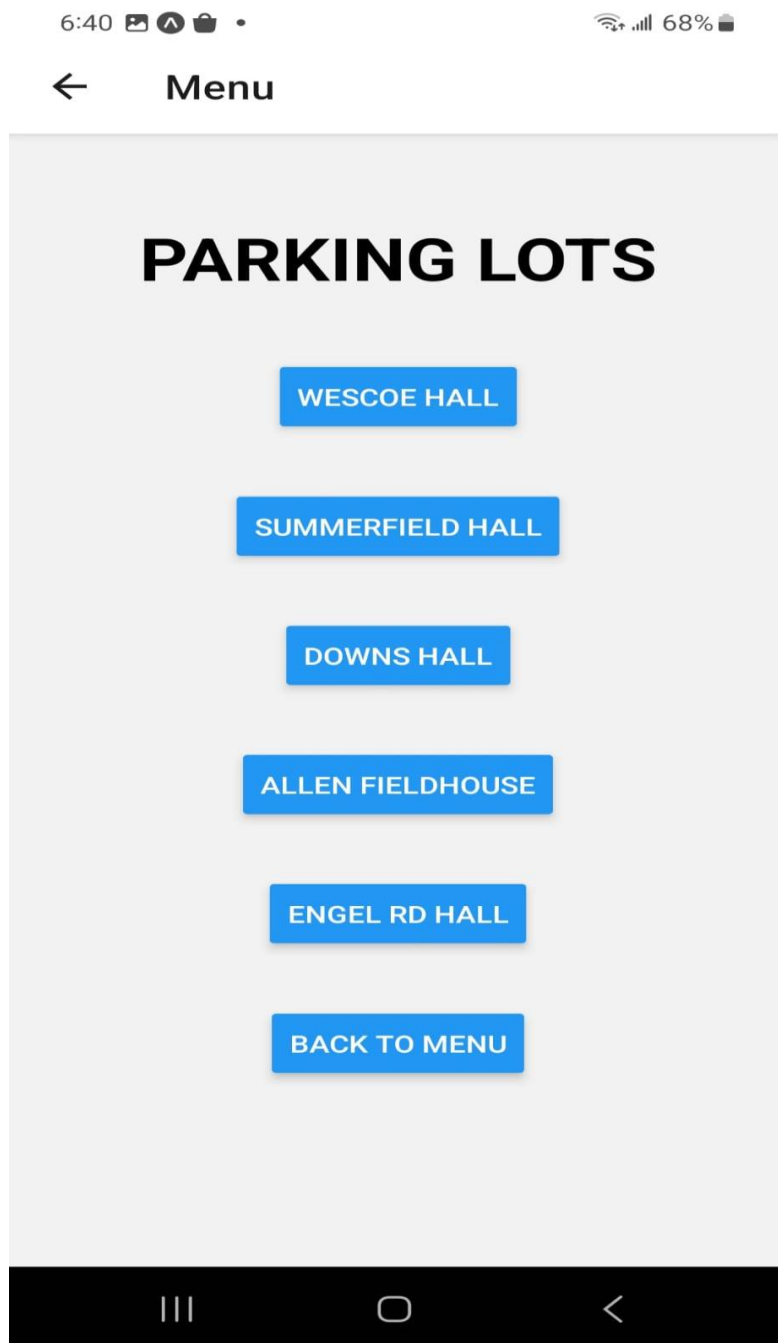 6:40
68%
Menu
PARKING LOTS
WESCOE HALL
SUMMERFIELD HALL
DOWNS HALL
ALLEN FIELDHOUSE
ENGEL RD HALL
BACK TO MENU